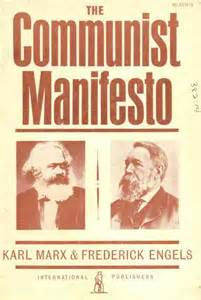 THE
Communist
Manifesto
KARL MARX & FREDERICK ENGELS
INTERNATIONAL PUBLISHERS